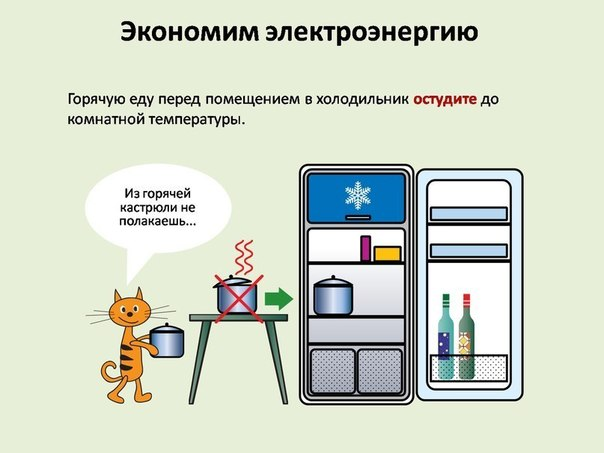 Экономим электроэнергию
Горячую еду перед помещением в холодильник остудите до
комнатной температуры.
Из горячей
кастрюли не
полакаешь...